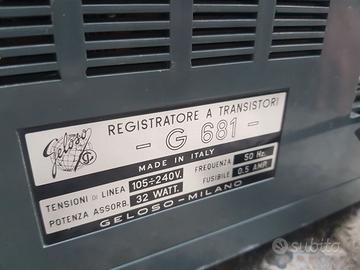 Geloso
REGISTRATORE A TRANSISTORI
- G 681 -
MADE IN ITALY
TENSIONI DI LINEA 105÷240V. FREQUENZA 50 Hz.
POTENZA ASSORB. 32 WATT. FUSIBILE 0.5 AMP.
GELOSO-MILANO
subito